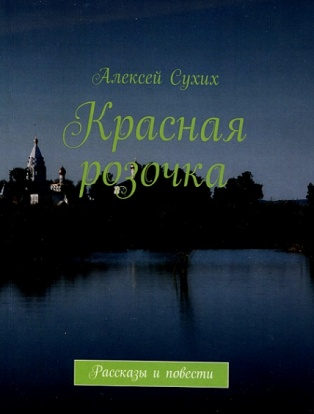 Алексей Сухих
Красная
розочка
Рассказы и повести